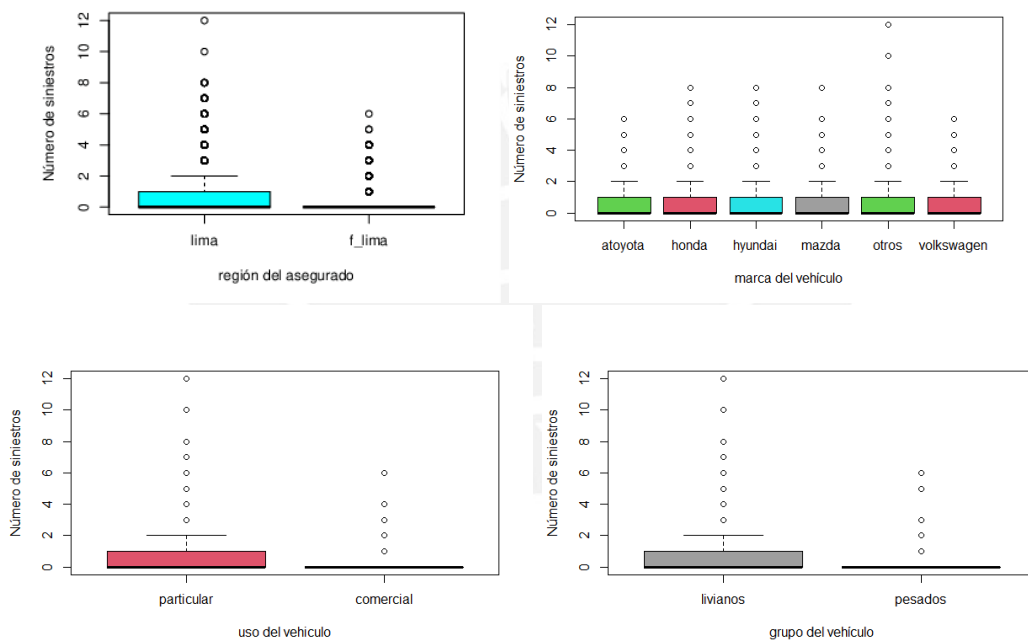 Número de siniestros
12
10
8
6
4
2
0
lima f_lima
región del asegurado
Número de siniestros
12
10
8
6
4
2
0
atoyota honda hyundai mazda otros volkswagen
marca del vehículo
Número de siniestros
12
10
8
6
4
2
0
particular comercial
uso del vehiculo
Número de siniestros
12
10
8
6
4
2
0
livianos pesados
grupo del vehículo